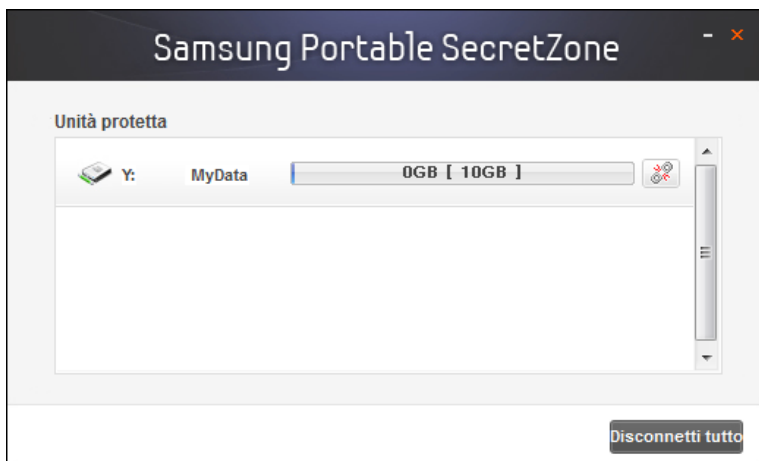 Samsung Portable SecretZone
Unità protetta
Y: MyData 0GB [ 10GB ]
Disconnetti tutto